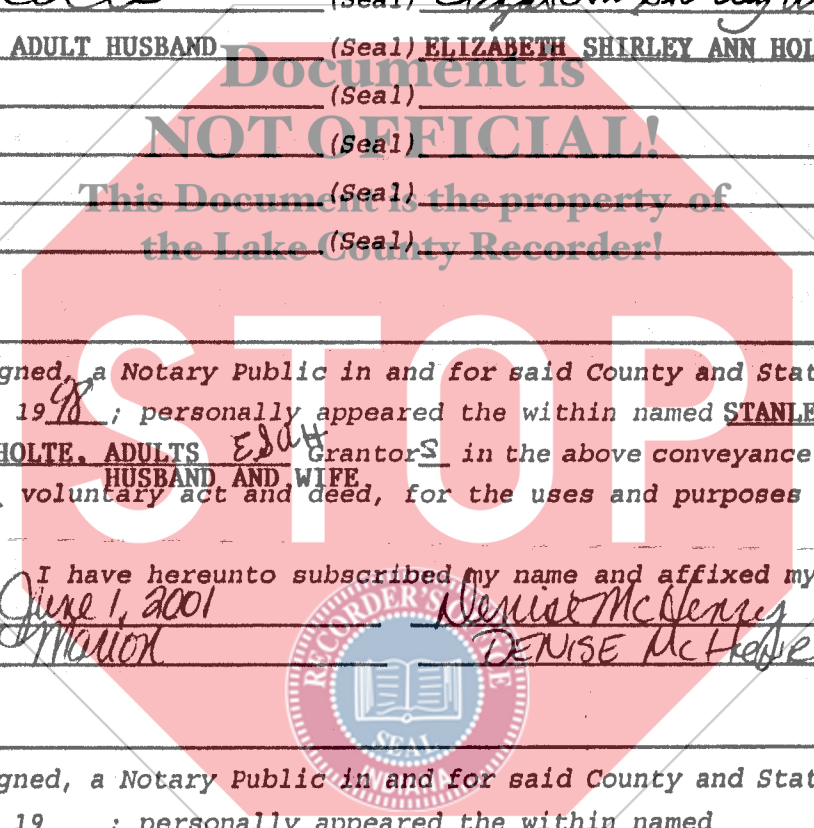 (Seal)
ADULT HUSBAND (Seal) ELIZABETH SHIRLEY ANN HOL
Document is
(Seal)
NOT OFFICIAL!
(Seal)
This Document is the property of
(Seal)
the Lake County Recorder!
(Seal)
STOP
gned, a Notary Public in and for said County and Stat
19 98; personally appeared the within named STANLE
HOLTE, ADULTS ESAH Grantors in the above conveyance
HUSBAND AND WIFE
voluntary act and deed, for the uses and purposes
I have hereunto subscribed my name and affixed my
June 1, 2001 Denise McHenry
Marion DENISE McHe
RECORDER'S OFFICE
SEAL
INDIANA
gned, a Notary Public in and for said County and Stat
19 ; personally appeared the within named